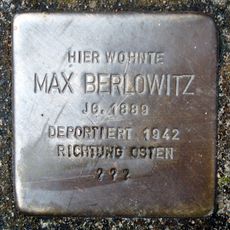 HIER WOHNTE
MAX BERLOWITZ
JG. 1889
DEPORTIERT 1942
RICHTUNG OSTEN
???